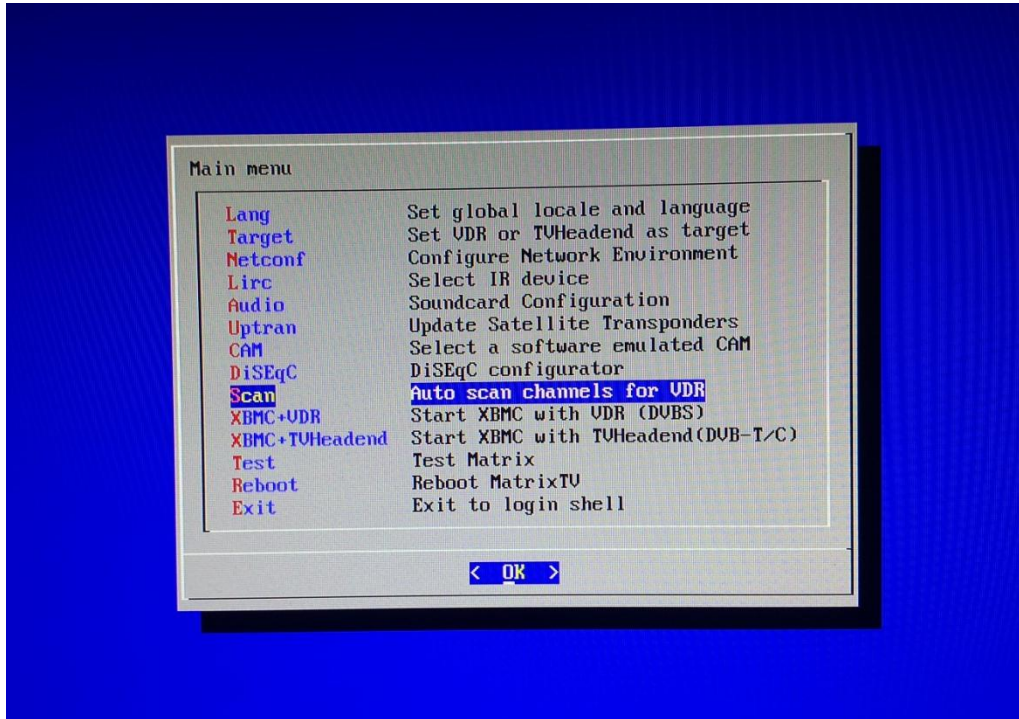 Main menu
Lang Set global locale and language
Target Set VDR or TVHeadend as target
Netconf Configure Network Environment
Lirc Select IR device
Audio Soundcard Configuration
Uptran Update Satellite Transponders
CAM Select a software emulated CAM
DiSEqC DiSEqC configurator
Scan Auto scan channels for VDR
XBMC+VDR Start XBMC with VDR (DVBS)
XBMC+TVHeadend Start XBMC with TVHeadend(DVB-T/C)
Test Test Matrix
Reboot Reboot MatrixTV
Exit Exit to login shell
< OK >